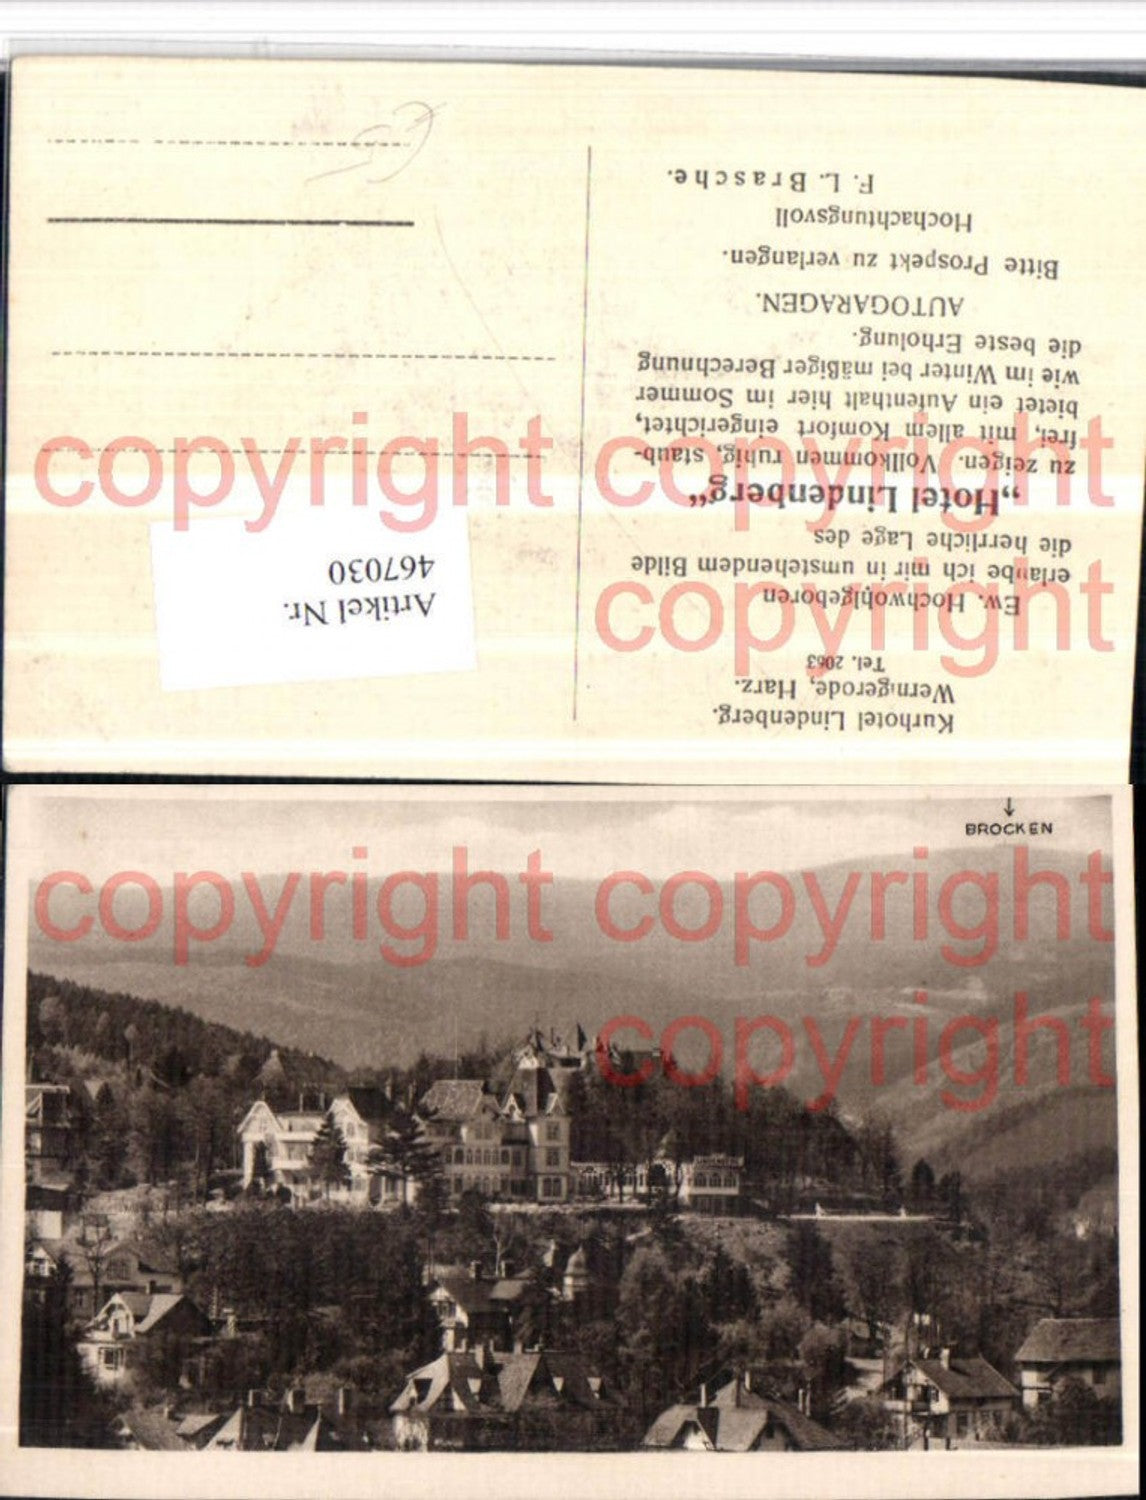 Kurhotel Lindenberg.
Wernigerode, Harz.
Tel. 2063
Ew. Hochwohlgeboren
erlaube ich mir in umstehendem Bilde
die herrliche Lage des
„Hotel Lindenberg“
zu zeigen. Vollkommen ruhig, staub-
frei, mit allem Komfort eingerichtet,
bietet ein Aufenthalt hier im Sommer
wie im Winter bei mäßiger Berechnung
die beste Erholung.
AUTOGARAGEN.
Bitte Prospekt zu verlangen.
Hochachtungsvoll
F. L. Brasche.
Artikel Nr.
467030
copyright copyright
copyright
BROCKEN
copyright copyright
copyright